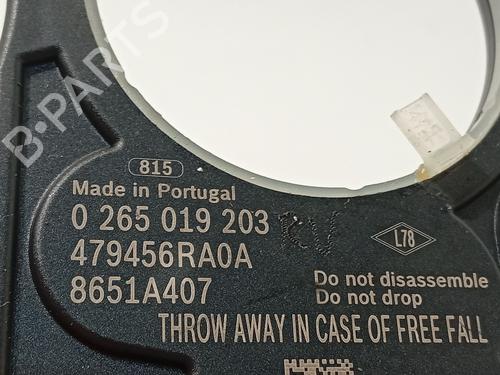 B·PARTS
815
Made in Portugal
0 265 019 203
479456RA0A
8651A407
L78
Do not disassemble
Do not drop
THROW AWAY IN CASE OF FREE FALL